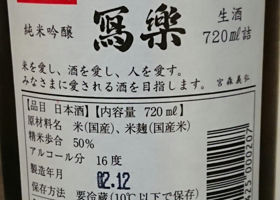 純米吟醸
寫樂
生酒
720㎖詰
米を愛し、酒を愛し、人を愛す。
みなさまに愛される酒を目指します。 宮森義弘
【品目 日本酒】【内容量 720㎖】
原材料名 米(国産)、米麹(国産米)
精米歩合 50%
アルコール分 16度
製造年月 02.12
保存方法 要冷蔵(10℃以下で保存)
425000207